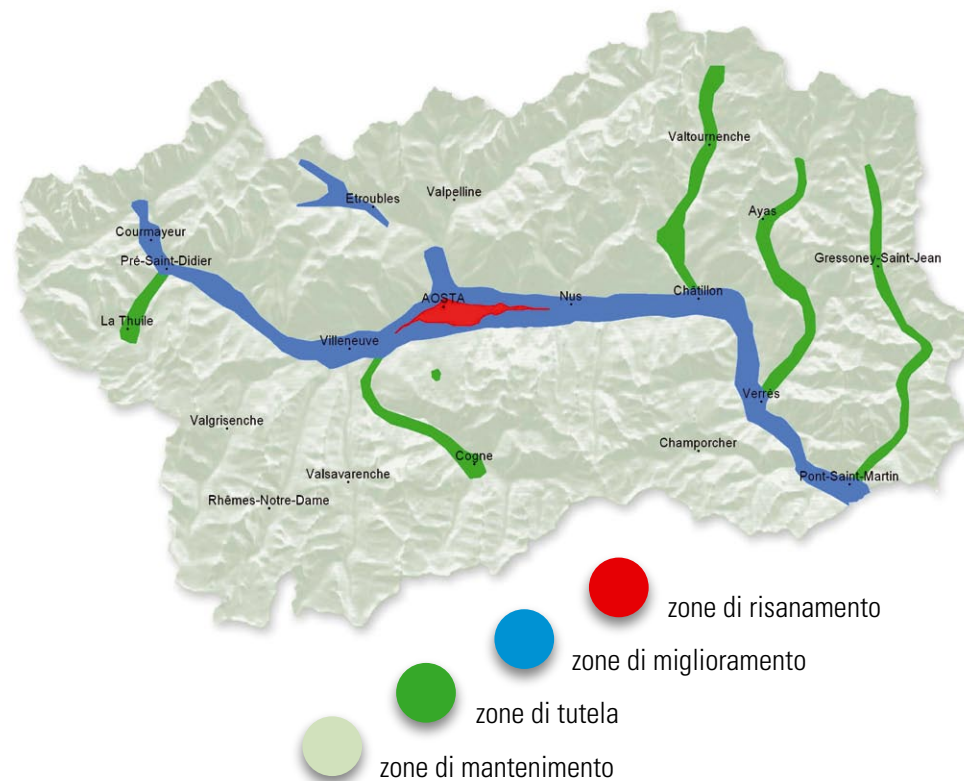 Valtournenche
Valpelline
Etroubles
Ayas
Courmayeur
Gressoney-Saint-Jean
Pré-Saint-Didier
Châtillon
AOSTA
Nus
La Thuile
Villeneuve
Verrès
Valgrisenche
Champorcher
Cogne
Valsavarenche
Pont-Saint-Martin
Rhêmes-Notre-Dame
zone di risanamento
zone di miglioramento
zone di tutela
zone di mantenimento